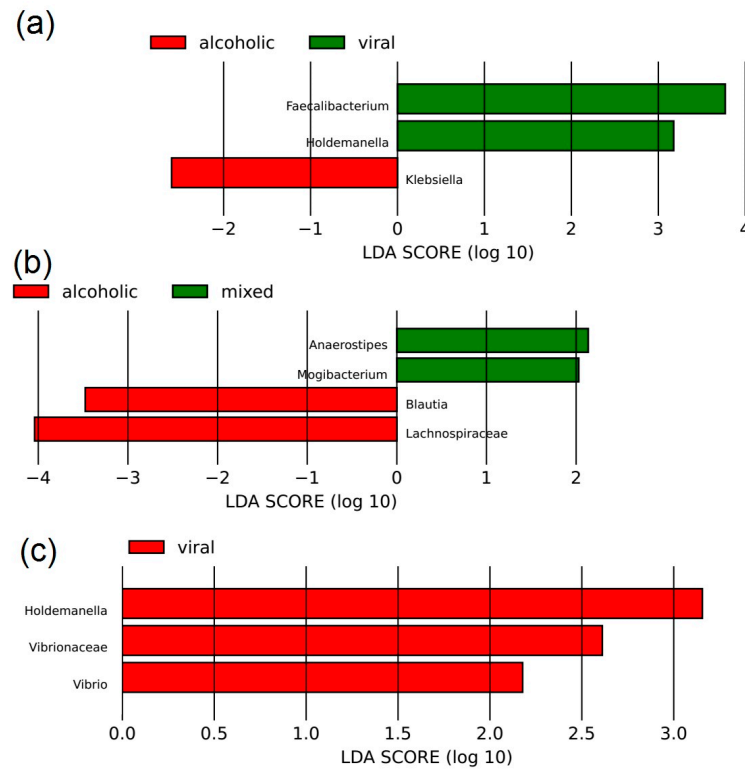 (a)
alcoholic viral
Faecalibacterium
Holdemanella
Klebsiella
−2 −1 0 1 2 3 4
LDA SCORE (log 10)
(b)
alcoholic mixed
Anaerostipes
Mogibacterium
Blautia
Lachnospiraceae
−4 −3 −2 −1 0 1 2
LDA SCORE (log 10)
(c)
viral
Holdemanella
Vibrionaceae
Vibrio
0.0 0.5 1.0 1.5 2.0 2.5 3.0
LDA SCORE (log 10)